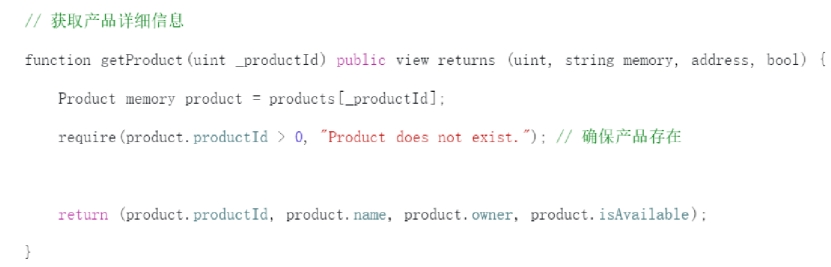 // 获取产品详细信息
function getProduct(uint _productId) public view returns (uint, string memory, address, bool) {
Product memory product = products[_productId];
require(product.productId > 0, "Product does not exist."); // 确保产品存在
return (product.productId, product.name, product.owner, product.isAvailable);
}